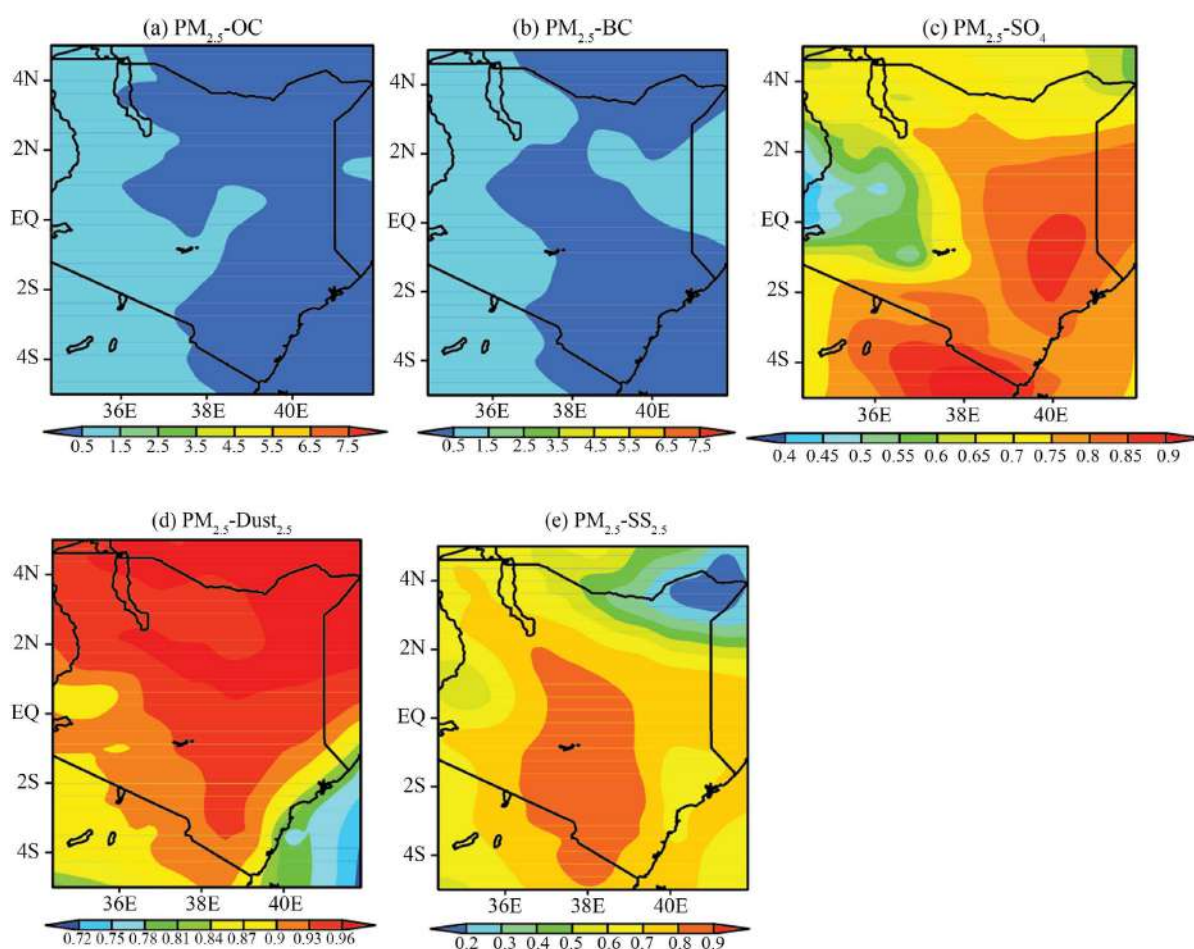 (a) PM2.5-OC
(b) PM2.5-BC
(c) PM2.5-SO4
4N
2N
EQ
2S
4S
36E 38E 40E
0.5 1.5 2.5 3.5 4.5 5.5 6.5 7.5
4N
2N
EQ
2S
4S
36E 38E 40E
0.5 1.5 2.5 3.5 4.5 5.5 6.5 7.5
4N
2N
EQ
2S
4S
36E 38E 40E
0.4 0.45 0.5 0.55 0.6 0.65 0.7 0.75 0.8 0.85 0.9
(d) PM2.5-Dust2.5
(e) PM2.5-SS2.5
4N
2N
EQ
2S
4S
36E 38E 40E
0.72 0.75 0.78 0.81 0.84 0.87 0.9 0.93 0.96
4N
2N
EQ
2S
4S
36E 38E 40E
0.2 0.3 0.4 0.5 0.6 0.7 0.8 0.9